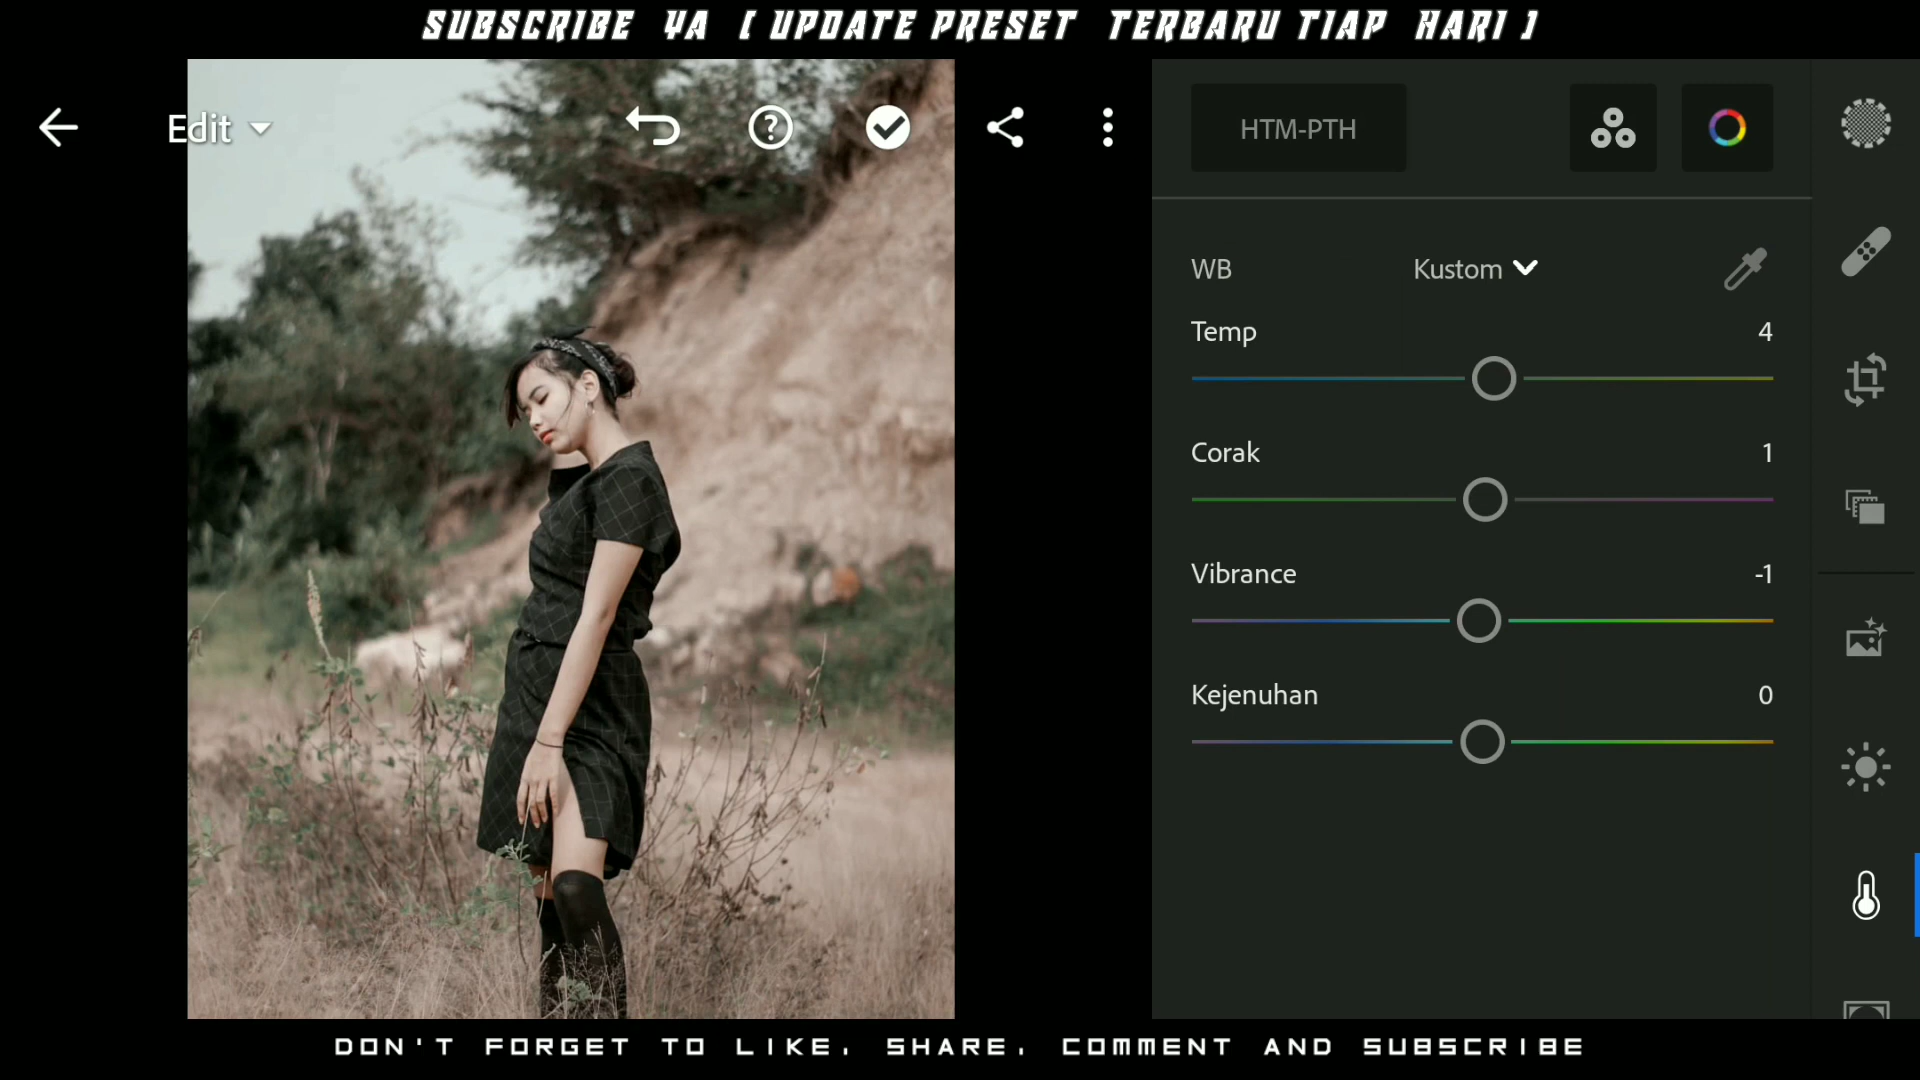 SUBSCRIBE YA [ UPDATE PRESET TERBARU TIAP HARI ]
Edit
HTM-PTH
WB Kustom
Temp 4
Corak 1
Vibrance -1
Kejenuhan 0
DON'T FORGET TO LIKE, SHARE, COMMENT AND SUBSCRIBE